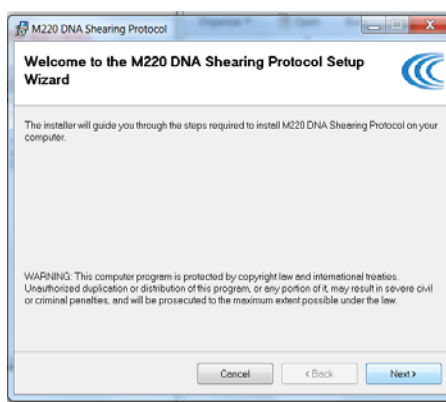 Organize
Open
M220 DNA Shearing Protocol
Welcome to the M220 DNA Shearing Protocol Setup
Wizard
The installer will guide you through the steps required to install M220 DNA Shearing Protocol on your
computer.
WARNING: This computer program is protected by copyright law and international treaties.
Unauthorized duplication or distribution of this program, or any portion of it, may result in severe civil
or criminal penalties, and will be prosecuted to the maximum extent possible under the law.
Cancel
< Back
Next >